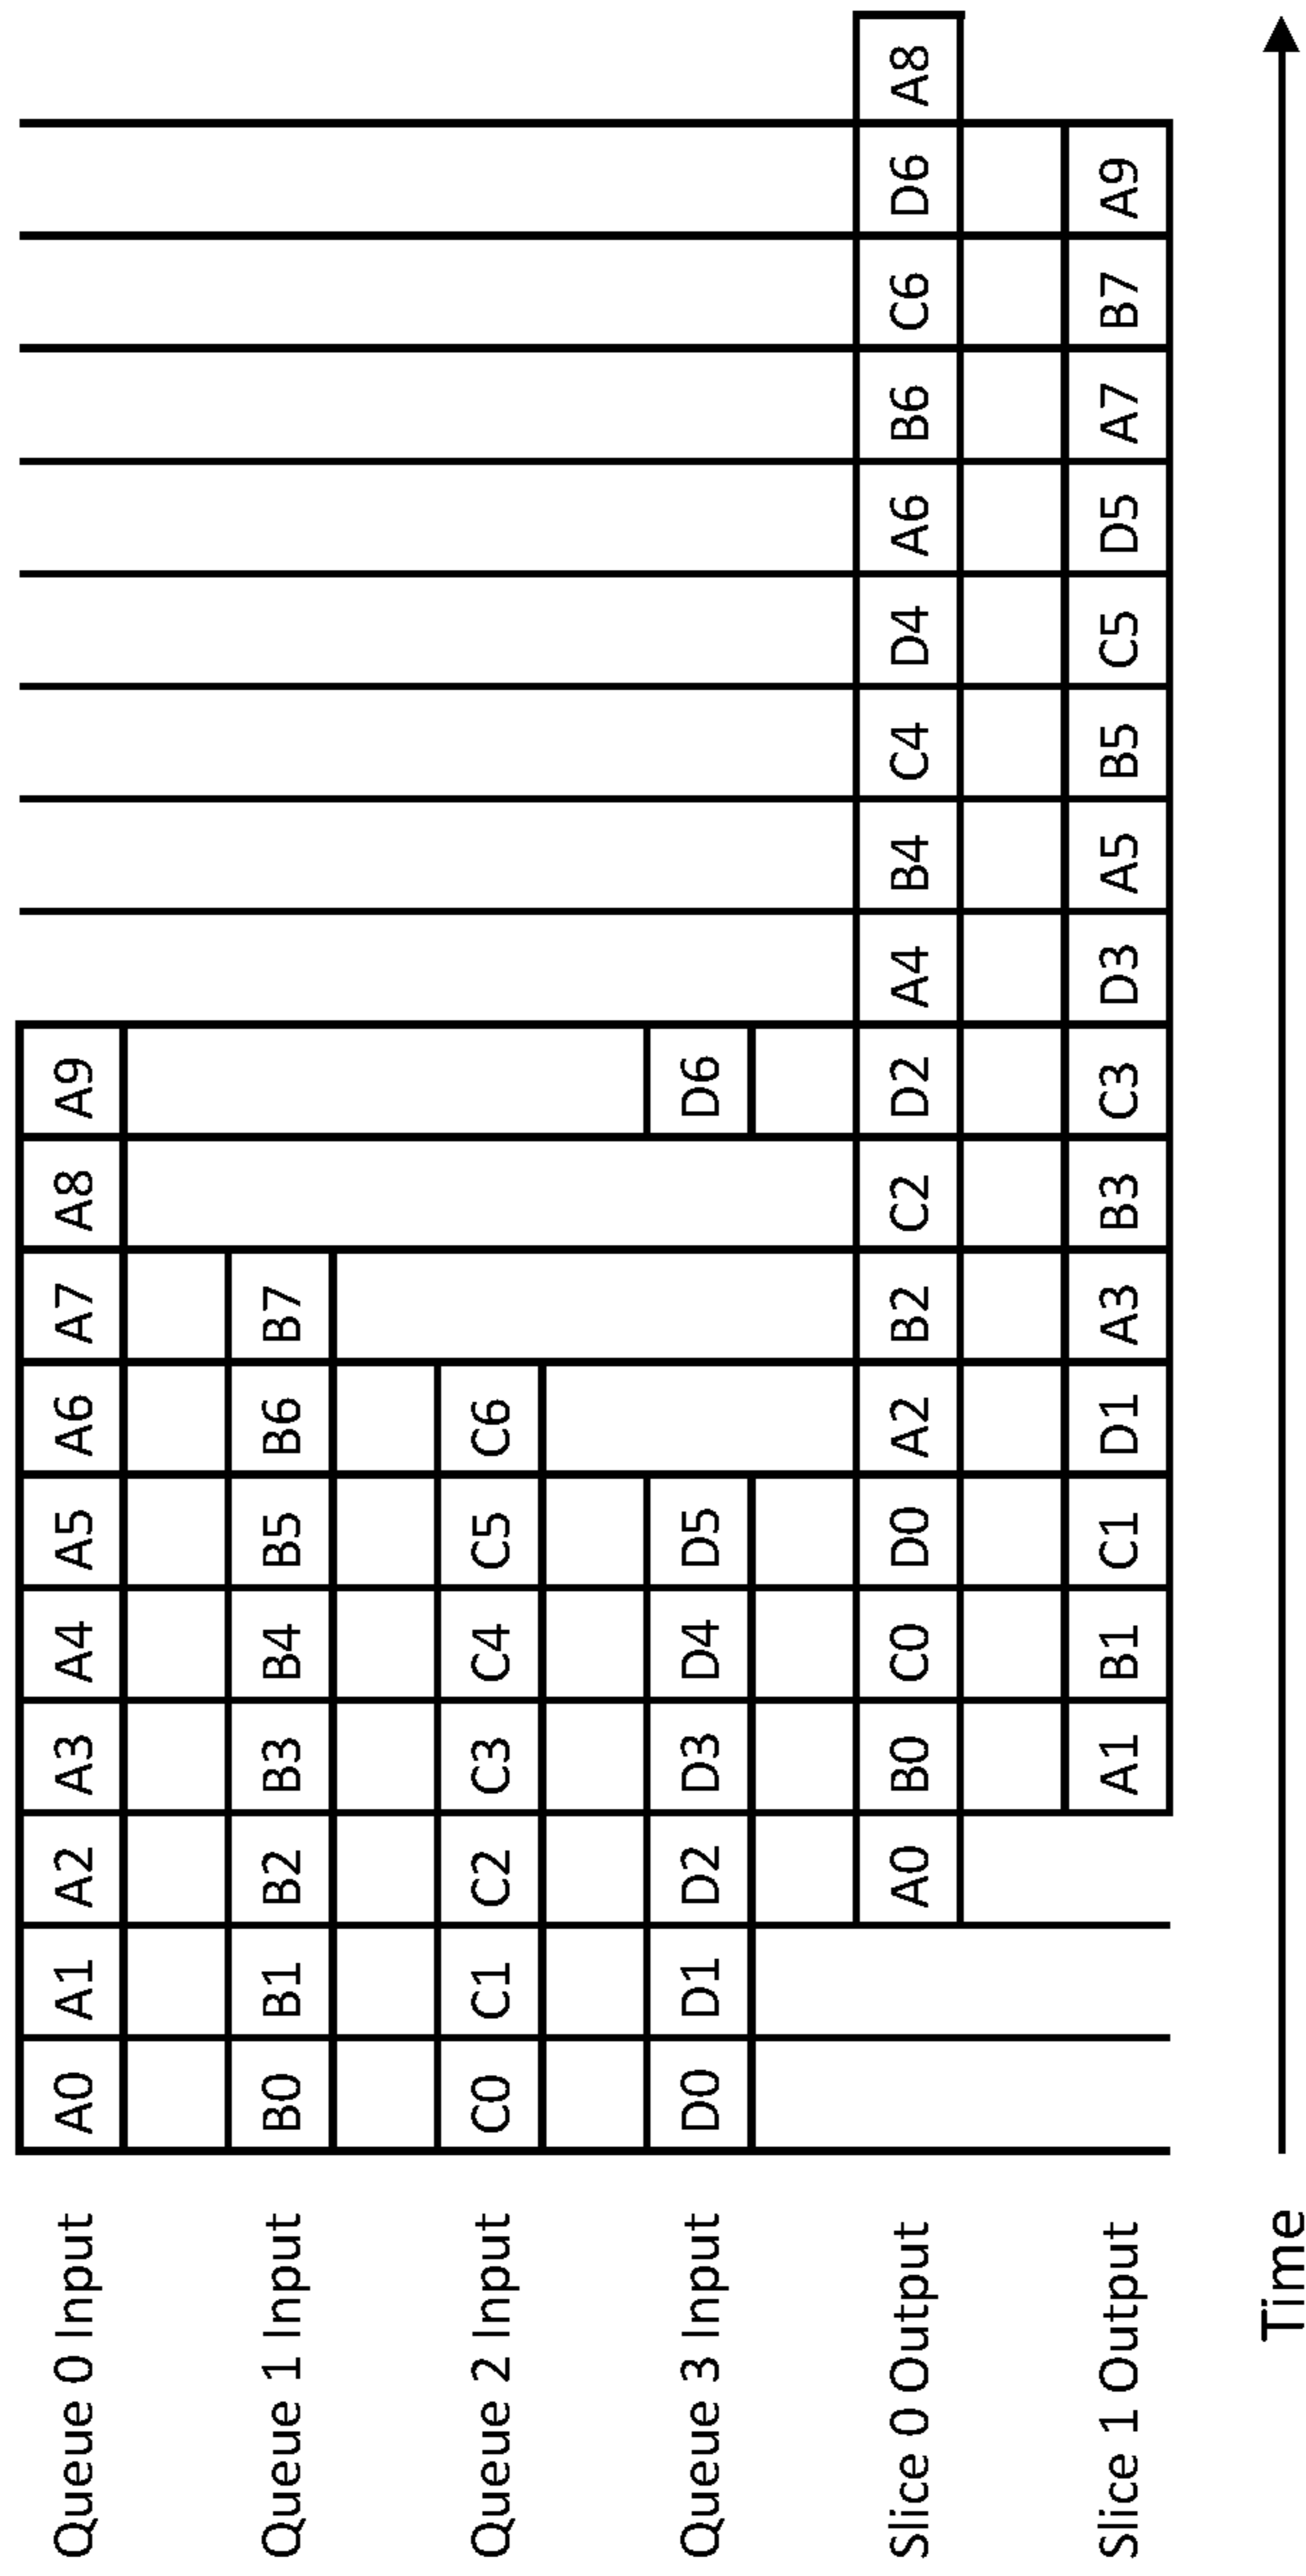 Queue 0 Input A0 A1 A2 A3 A4 A5 A6 A7 A8 A9
Queue 1 Input B0 B1 B2 B3 B4 B5 B6 B7
Queue 2 Input C0 C1 C2 C3 C4 C5 C6
Queue 3 Input D0 D1 D2 D3 D4 D5 D6
Slice 0 Output A0 B0 C0 D0 A2 B2 C2 D2 A4 B4 C4 D4 A6 B6 C6 D6 A8
Slice 1 Output A1 B1 C1 D1 A3 B3 C3 D3 A5 B5 C5 D5 A7 B7 A9
Time